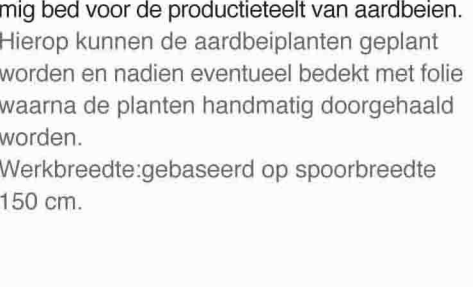 mig bed voor de productieteelt van aardbeien.
Hierop kunnen de aardbeiplanten geplant
worden en nadien eventueel bedekt met folie
waarna de planten handmatig doorgehaald
worden.
Werkbreedte:gebaseerd op spoorbreedte
150 cm.